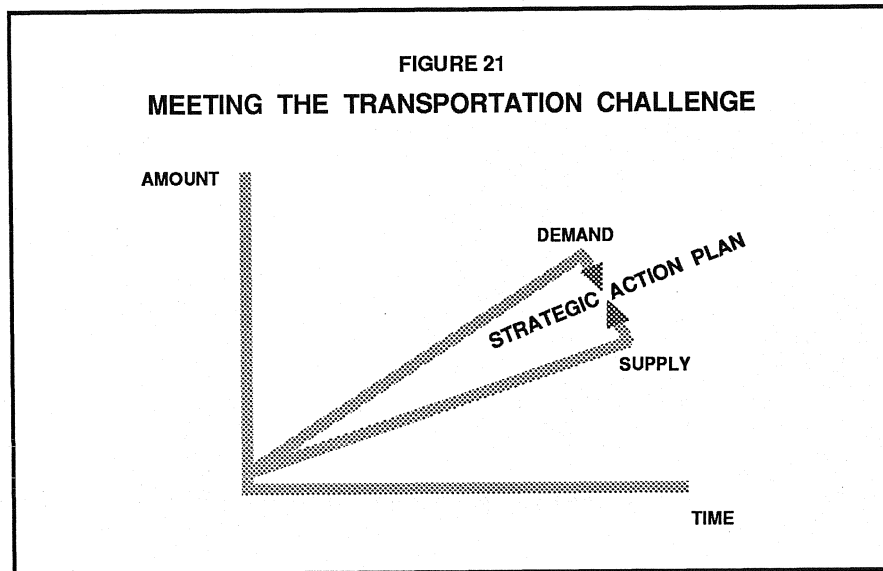 FIGURE 21
MEETING THE TRANSPORTATION CHALLENGE
AMOUNT
DEMAND
STRATEGIC ACTION PLAN
SUPPLY
TIME